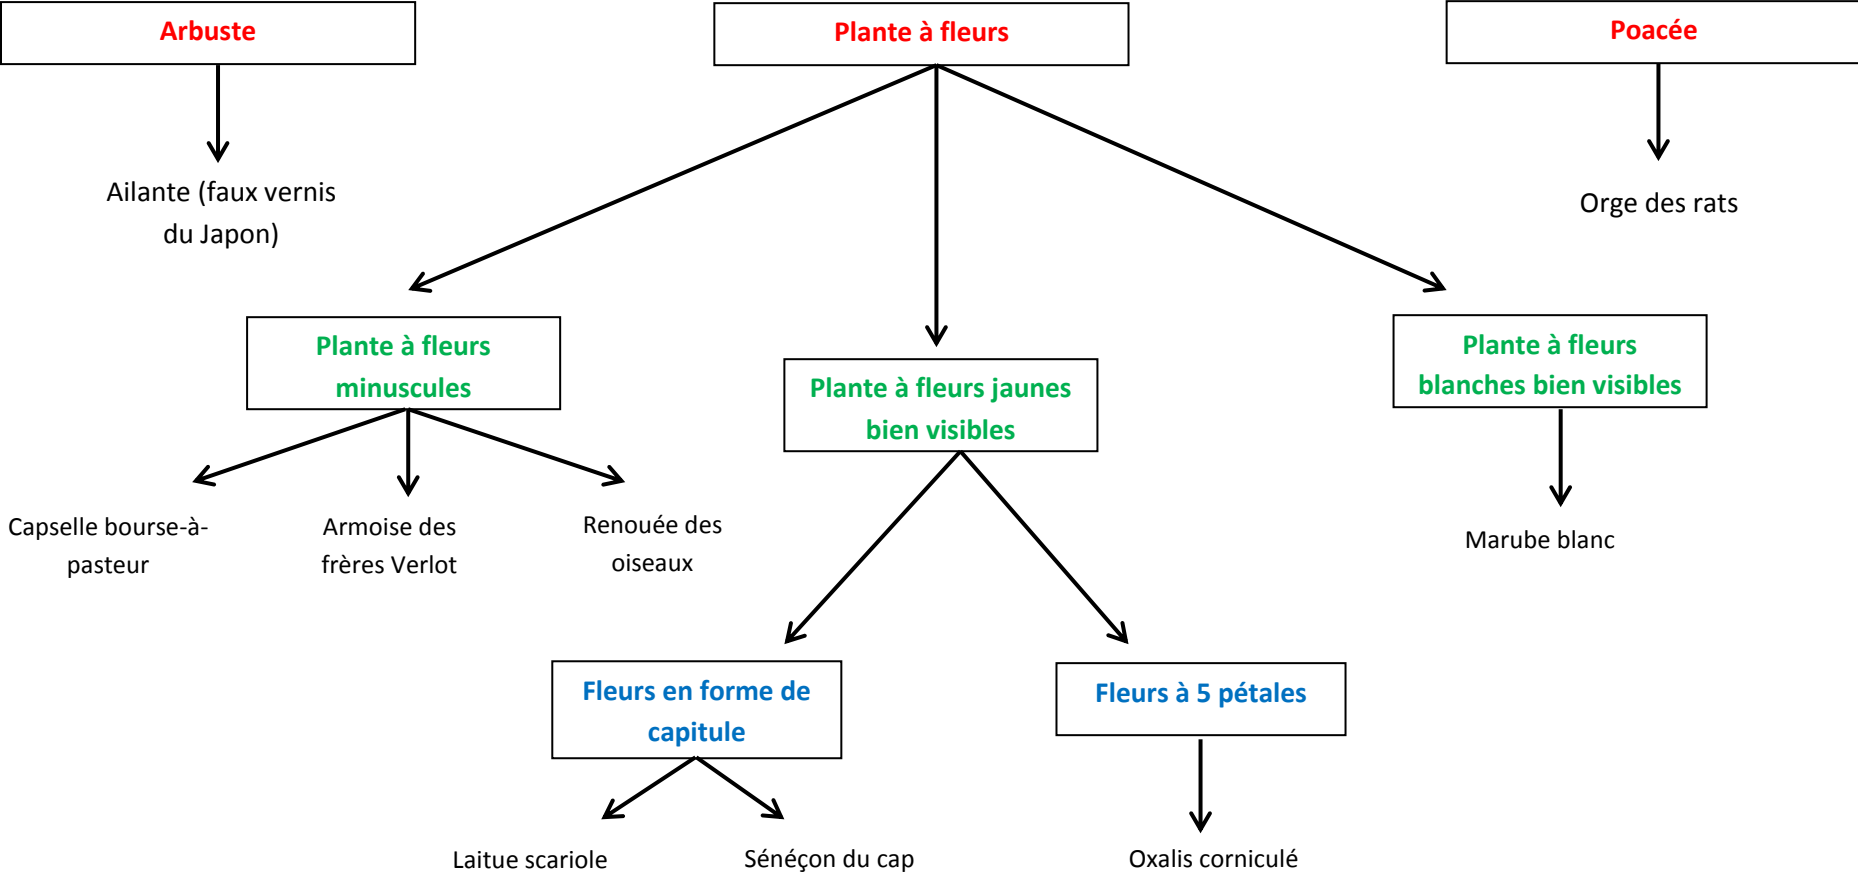 Arbuste
Plante à fleurs
Poacée
Ailante (faux vernis
du Japon)
Orge des rats
Plante à fleurs
minuscules
Plante à fleurs jaunes
bien visibles
Plante à fleurs
blanches bien visibles
Capselle bourse-à-
pasteur
Armoise des
frères Verlot
Renouée des
oiseaux
Marube blanc
Fleurs en forme de
capitule
Fleurs à 5 pétales
Laitue scariole
Sénéçon du cap
Oxalis corniculé